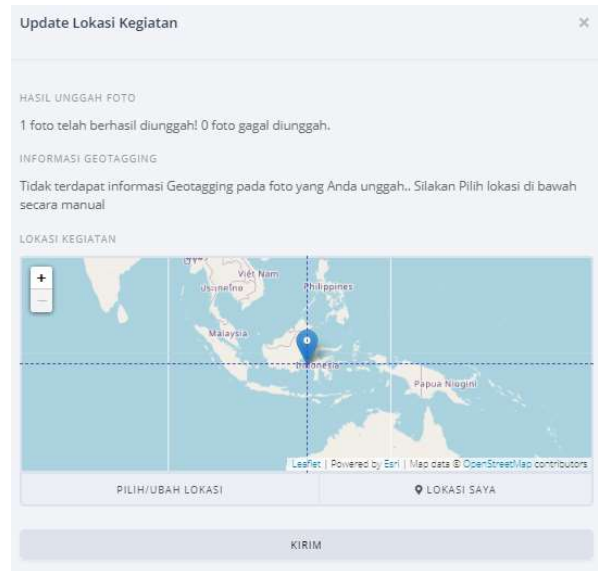 Update Lokasi Kegiatan ×
HASIL UNGGAH FOTO
1 foto telah berhasil diunggah! 0 foto gagal diunggah.
INFORMASI GEOTAGGING
Tidak terdapat informasi Geotagging pada foto yang Anda unggah.. Silakan Pilih lokasi di bawah
secara manual
LOKASI KEGIATAN
+
−
Việt Nam
Philippines
Malaysia
Indonesia
Papua Niugini
Leaflet | Powered by Esri | Map data © OpenStreetMap contributors
PILIH/UBAH LOKASI
LOKASI SAYA
KIRIM